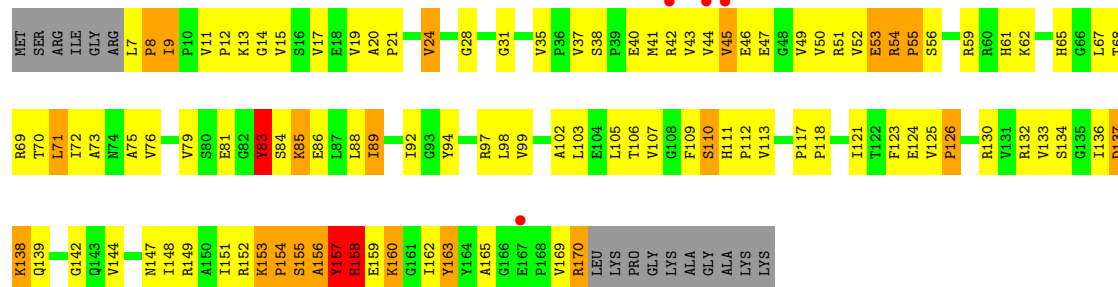 MET SER ARG ILE GLY ARG L7 P8 I9 P10 V11 P12 K13 G14 V15 S16 V17 E18 V19 A20 P21 V24 G28 G31 V35 P36 V37 S38 P39 E40 M41 R42 V43 V44 V45 E46 E47 G48 V49 V50 R51 V52 E53 R54 P55 S56 R59 R60 H61 K62 H65 G66 L67 T68
R69 T70 L71 I72 A73 N74 A75 V76 V79 S80 E81 G82 Y83 S84 K85 E86 L87 L88 I89 I92 G93 Y94 R97 L98 V99 A102 L103 E104 L105 T106 V107 G108 F109 S110 H111 P112 V113 P117 P118 I121 T122 F123 E124 V125 P126 R130 V131 R132 V133 S134 G135 I136 D137
K138 Q139 G142 Q143 V144 N147 I148 R149 A150 I151 R152 K153 P154 S155 A156 Y157 H158 E159 K160 G161 I162 Y163 Y164 A165 G166 E167 P168 V169 R170 LEU LYS PRO GLY LYS ALA GLY ALA LYS LYS